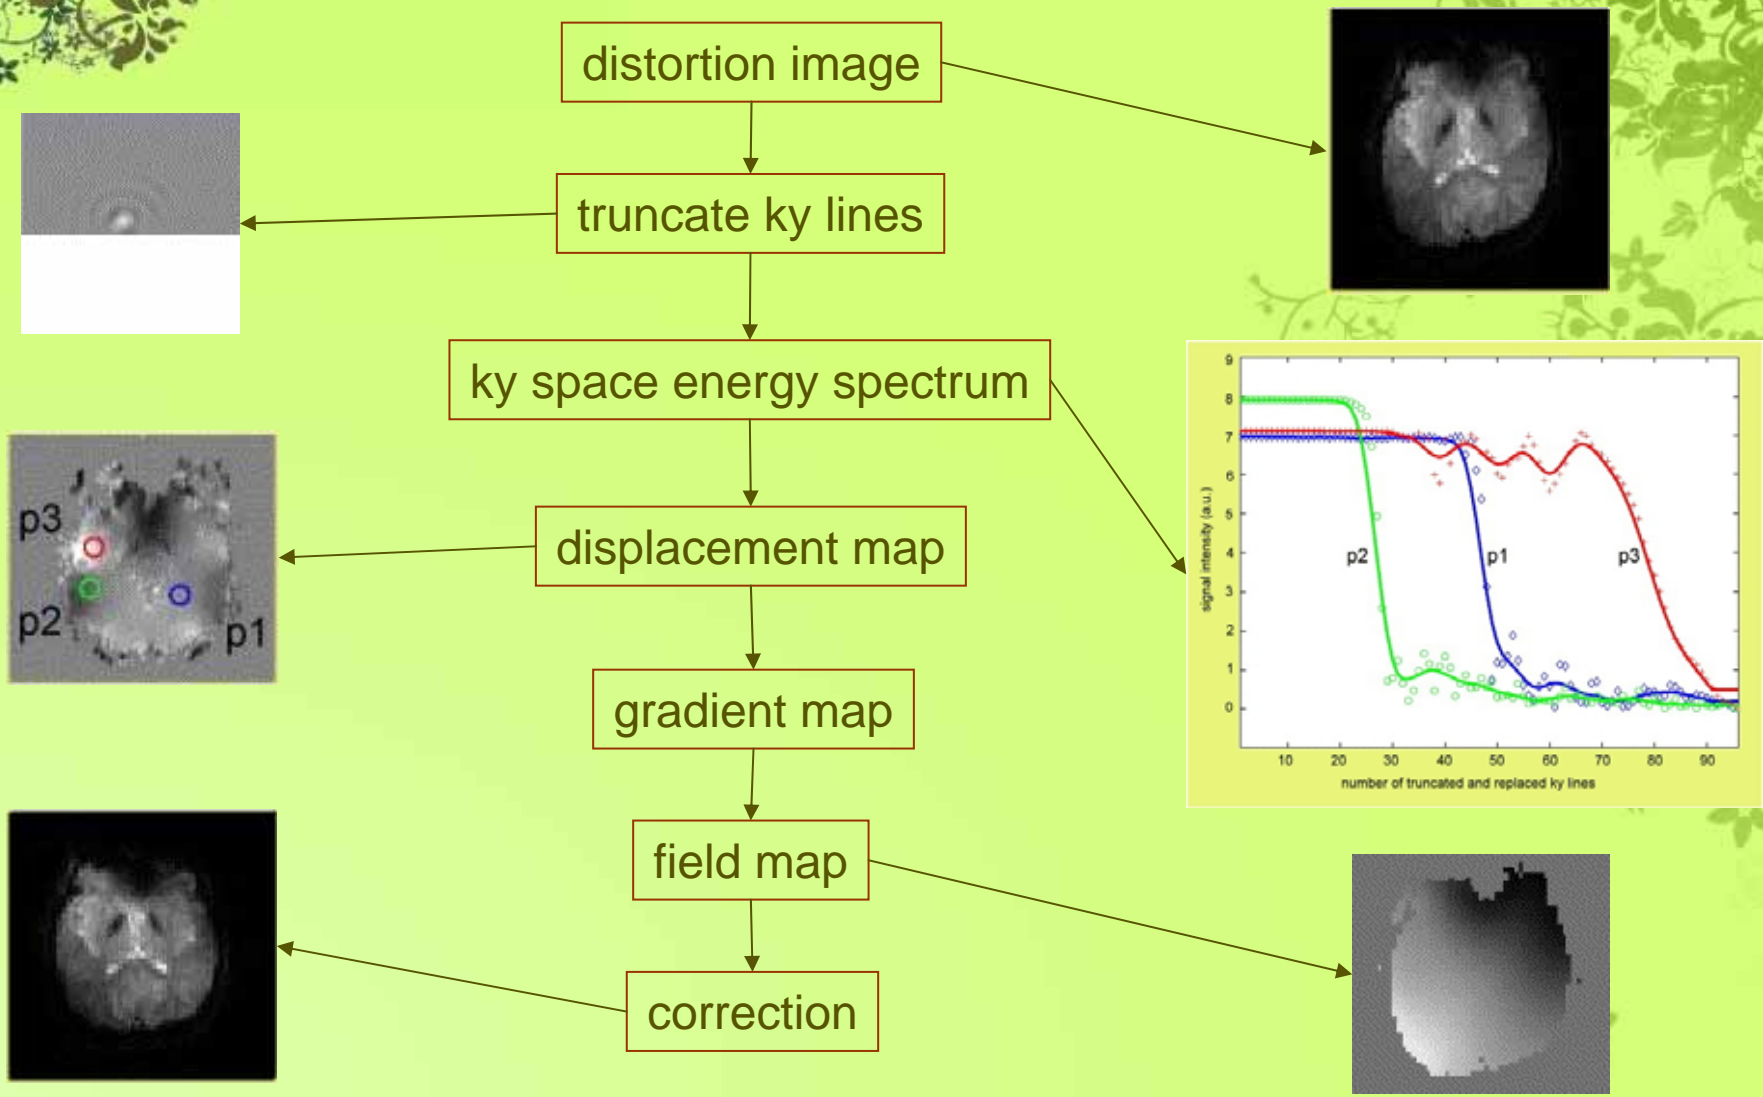 distortion image
truncate ky lines
ky space energy spectrum
displacement map
gradient map
field map
correction
p3
p2
p1
9
8
7
6
5
4
3
2
1
0
signal intensity (a.u.)
p2
p1
p3
10 20 30 40 50 60 70 80 90
number of truncated and replaced ky lines